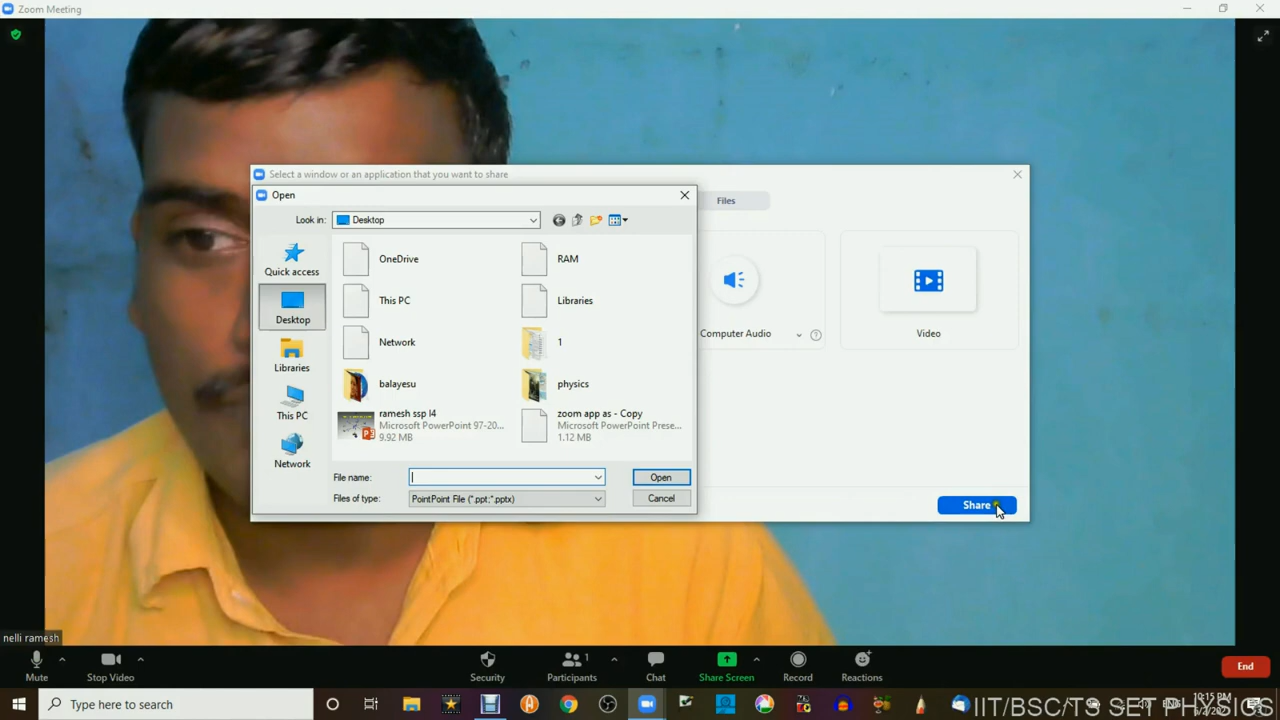 Zoom Meeting
Select a window or an application that you want to share
Open
Files
Look in:
Desktop
Quick access
Desktop
Libraries
This PC
Network
OneDrive
RAM
This PC
Libraries
Network
1
balayesu
physics
ramesh ssp l4
Microsoft PowerPoint 97-20...
9.92 MB
zoom app as - Copy
Microsoft PowerPoint Prese...
1.12 MB
File name:
Open
Files of type:
PointPoint File (*.ppt;*.pptx)
Cancel
Computer Audio
Video
Share
nelli ramesh
Mute
Stop Video
Security
Participants
1
Chat
Share Screen
Record
Reactions
End
Type here to search
10:15 PM
IIT/BSC/TS SET PHYSICS